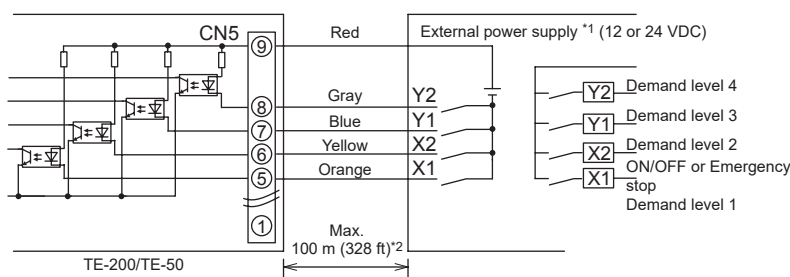 CN5
Red
External power supply *1 (12 or 24 VDC)
⑨
⑧
Gray
Y2
⑦
Blue
Y1
⑥
Yellow
X2
⑤
Orange
X1
①
Y2
Demand level 4
Y1
Demand level 3
X2
Demand level 2
X1
ON/OFF or Emergency
stop
Demand level 1
Max.
100 m (328 ft)*2
TE-200/TE-50